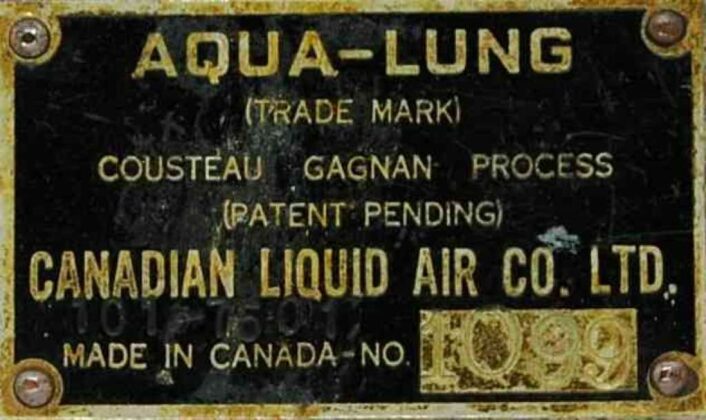 AQUA-LUNG
(TRADE MARK)
COUSTEAU GAGNAN PROCESS
(PATENT PENDING)
CANADIAN LIQUID AIR CO. LTD.
MADE IN CANADA-NO. 1099